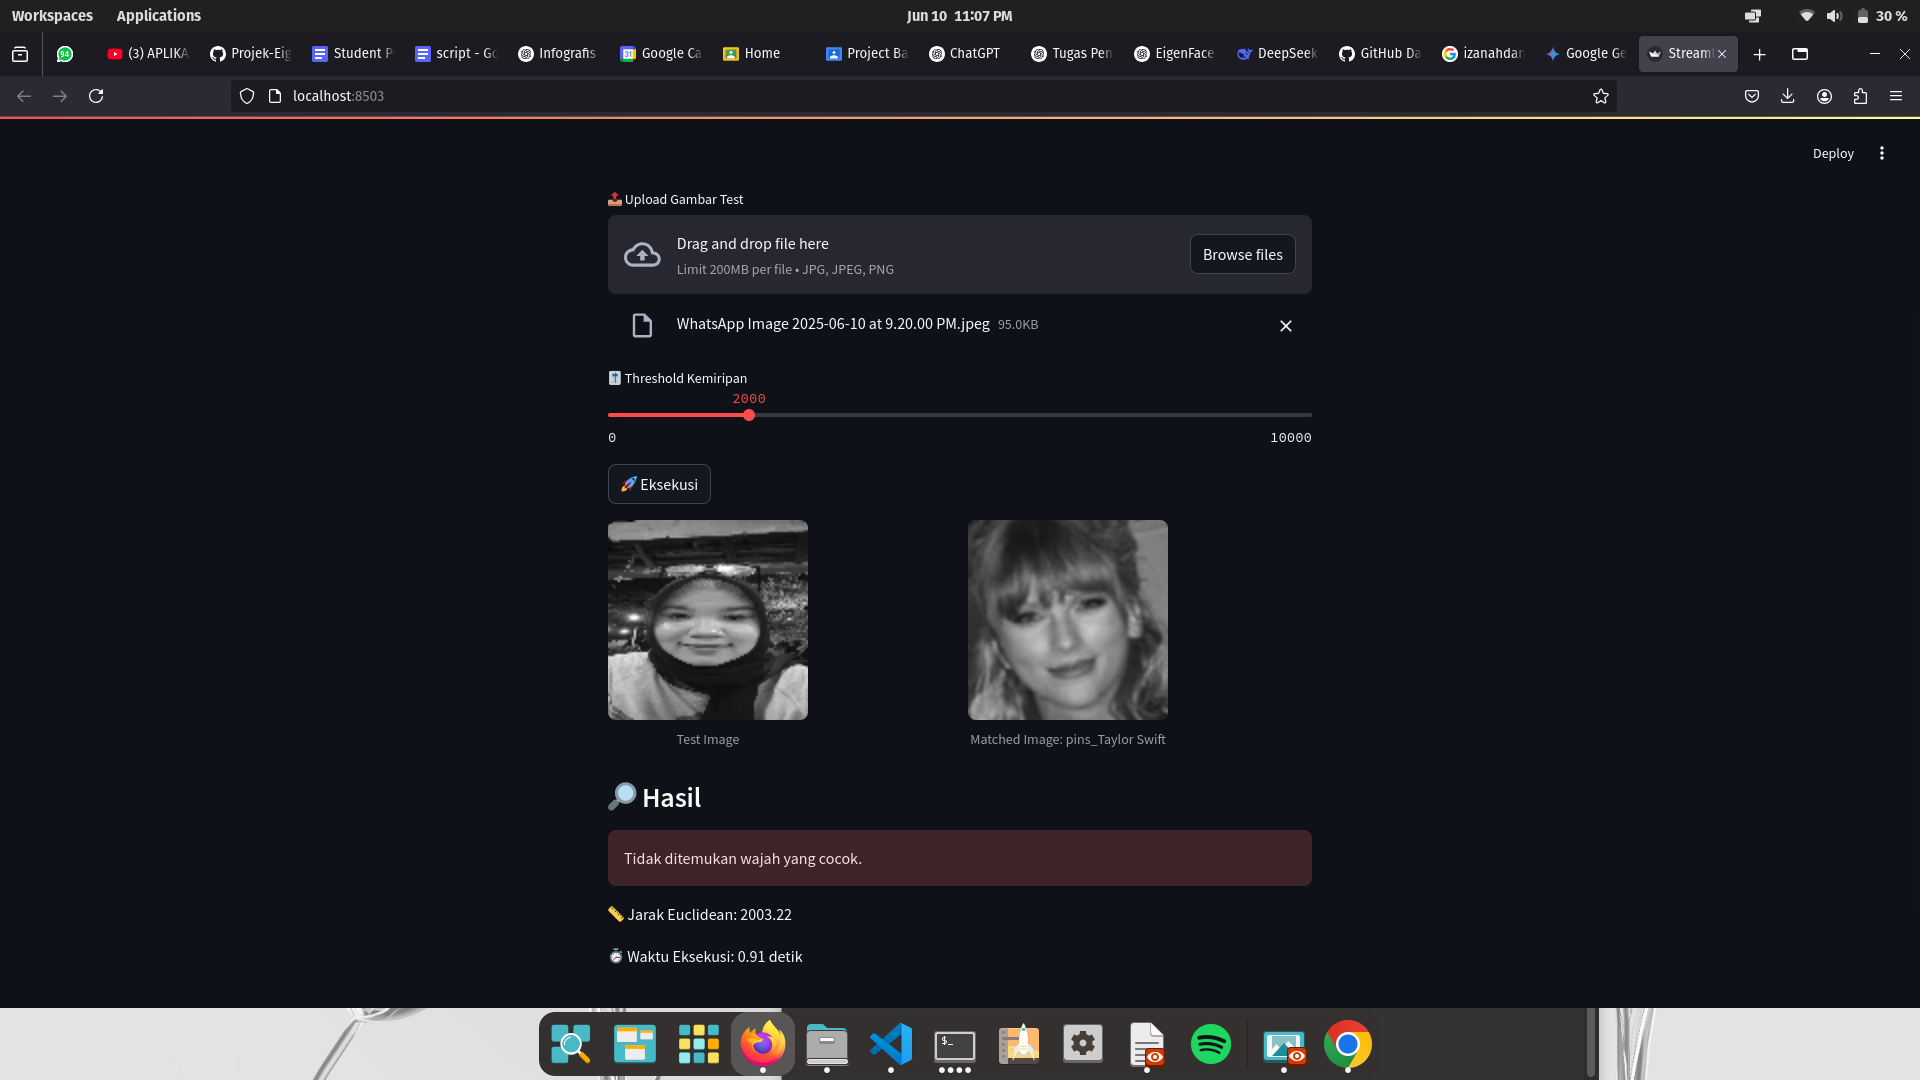 Workspaces Applications Jun 10 11:07 PM 30 %
94 (3) APLIKA Projek-Eig Student P script - Go Infografis Google Ca Home Project Ba ChatGPT Tugas Pen EigenFace DeepSeek GitHub Da izanahdan Google Ge Streaml
localhost:8503
Deploy
Upload Gambar Test
Drag and drop file here
Limit 200MB per file • JPG, JPEG, PNG
Browse files
WhatsApp Image 2025-06-10 at 9.20.00 PM.jpeg 95.0KB
Threshold Kemiripan
2000
0 10000
Eksekusi
Test Image
Matched Image: pins_Taylor Swift
Hasil
Tidak ditemukan wajah yang cocok.
Jarak Euclidean: 2003.22
Waktu Eksekusi: 0.91 detik